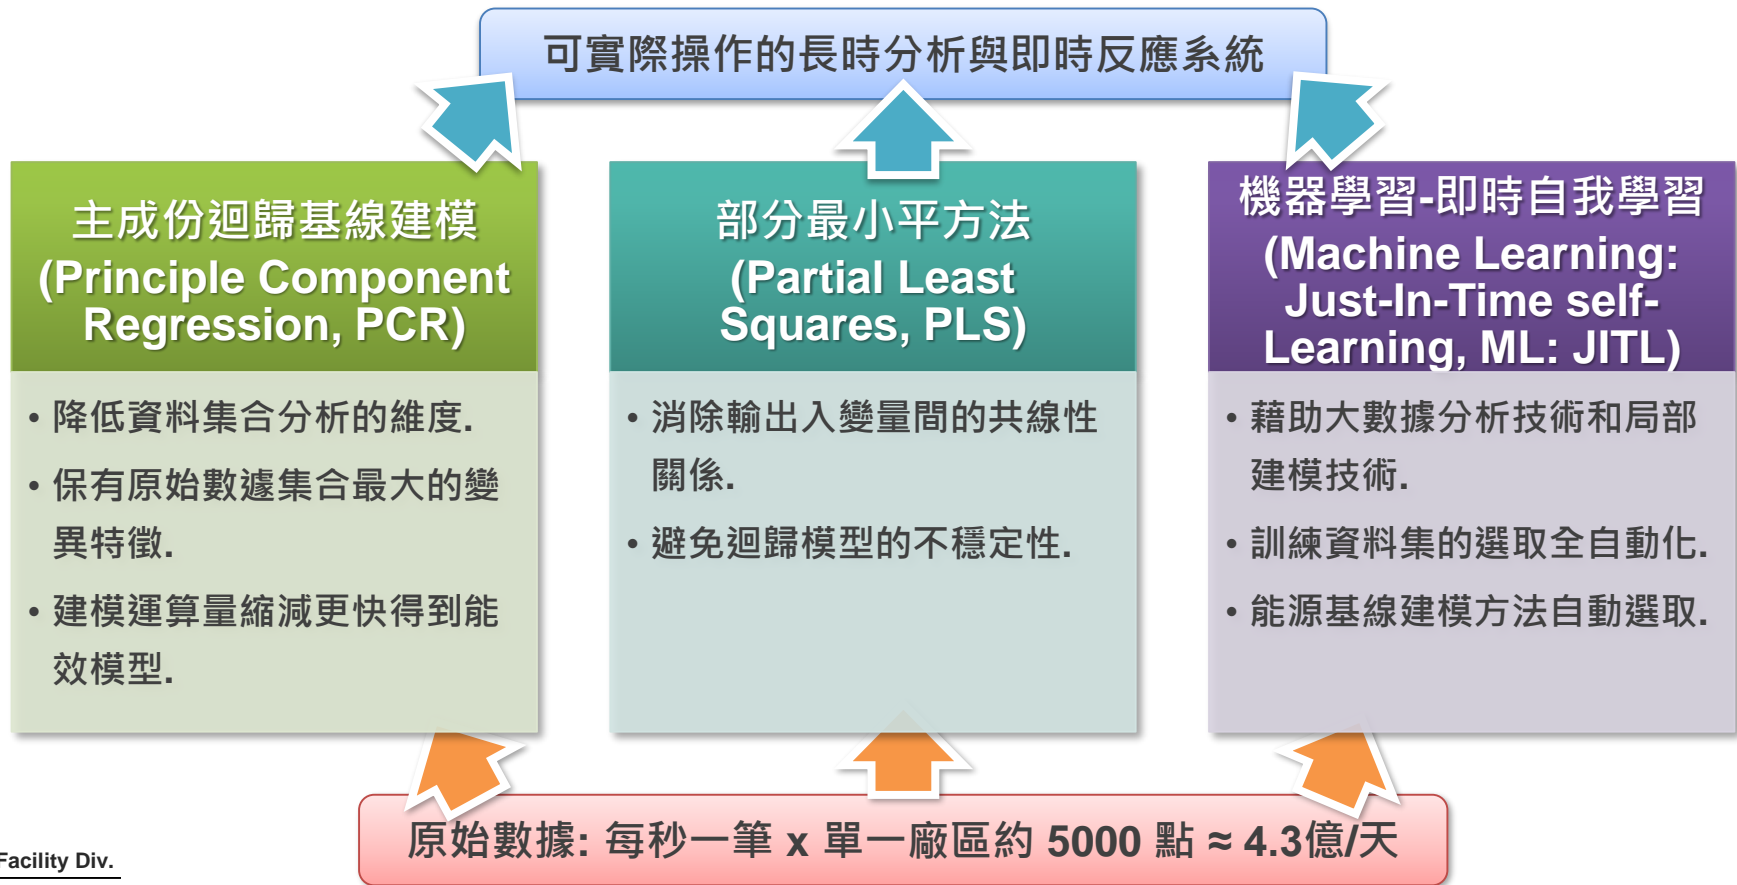 可實際操作的長時分析與即時反應系統
主成份迴歸基線建模
(Principle Component
Regression, PCR)
• 降低資料集合分析的維度.
• 保有原始數據集合最大的變
異特徵.
• 建模運算量縮減更快得到能
效模型.
部分最小平方法
(Partial Least
Squares, PLS)
• 消除輸出入變量間的共線性
關係.
• 避免迴歸模型的不穩定性.
機器學習-即時自我學習
(Machine Learning:
Just-In-Time self-
Learning, ML: JITL)
• 藉助大數據分析技術和局部
建模技術.
• 訓練資料集的選取全自動化.
• 能源基線建模方法自動選取.
原始數據: 每秒一筆 x 單一廠區約 5000 點 ≈ 4.3億/天
Facility Div.